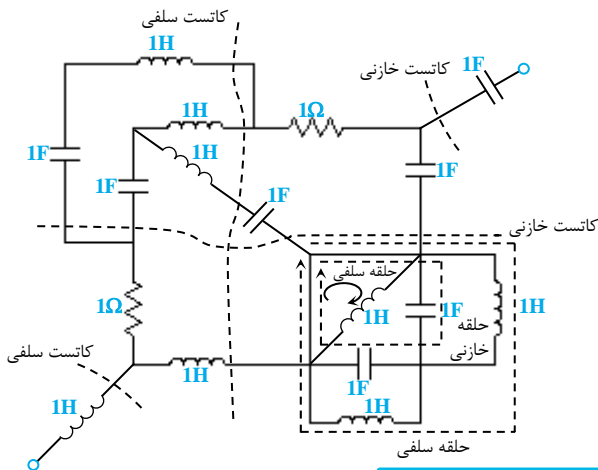 کاتست سلفی
1H
1F
کاتست خازنی
1H
1Ω
1H
1F
1F
1F
1F
کاتست خازنی
حلقه سلفی
1Ω
1H
1F
1H
حلقه
خازنی
کاتست سلفی
1H
1F
1H
1H
حلقه سلفی